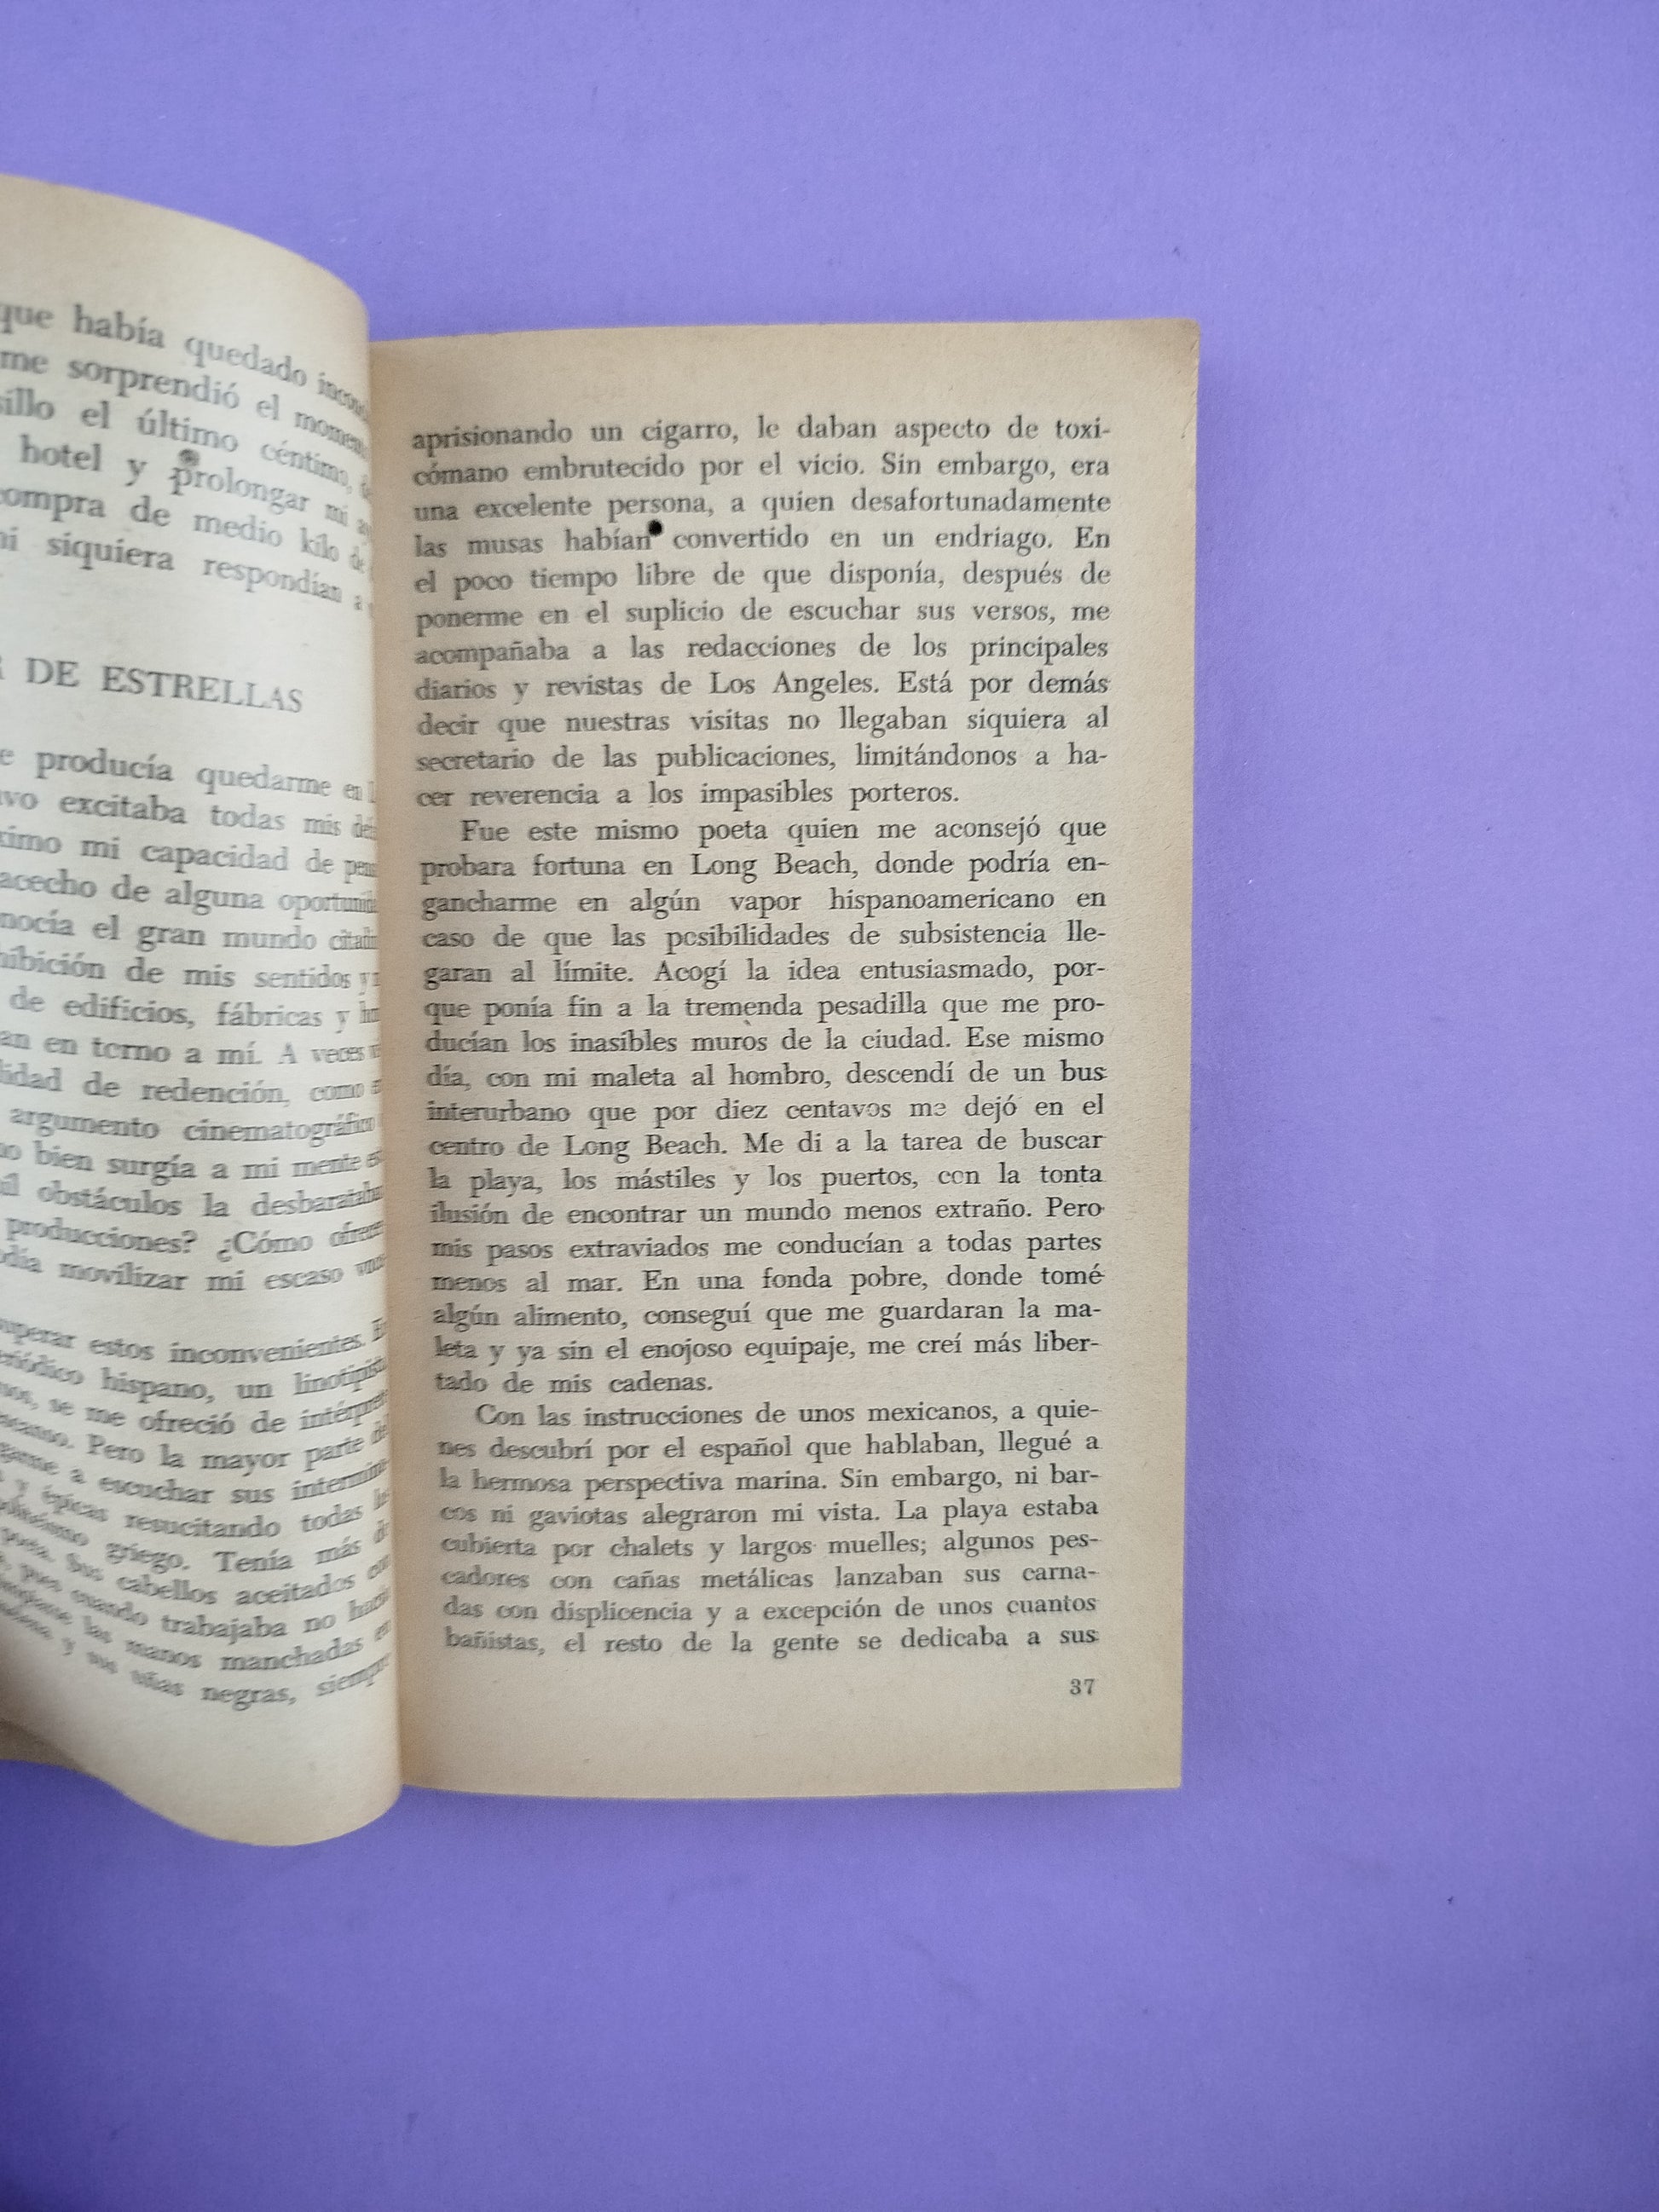 que había quedado
me sorprendió el
el último céntimo,
hotel y prolongar mi
compra de medio kilo de
siquiera respondían a
DE ESTRELLAS
producía quedarme en
excitaba todas mis
mi capacidad de
acecho de alguna
el gran mundo
de mis sentidos y
de edificios, fábricas y
en torno a mí. A veces
de redención, como
argumento cinematográfico
bien surgía a mi mente
obstáculos la desbarataban
producciones? ¿Cómo
movilizar mi escaso
estos inconvenientes.
hispano, un linotipista
se me ofreció de intérprete
Pero la mayor parte de
a escuchar sus
y épicas resucitando todas
griego. Tenía más de
Sus cabellos aceitados
cuando trabajaba no
las manos manchadas
y sus uñas negras, siempre
aprisionando un cigarro, le daban aspecto de toxi-
cómano embrutecido por el vicio. Sin embargo, era
una excelente persona, a quien desafortunadamente
las musas habían convertido en un endriago. En
el poco tiempo libre de que disponía, después de
ponerme en el suplicio de escuchar sus versos, me
acompañaba a las redacciones de los principales
diarios y revistas de Los Angeles. Está por demás
decir que nuestras visitas no llegaban siquiera al
secretario de las publicaciones, limitándonos a ha-
cer reverencia a los impasibles porteros.
Fue este mismo poeta quien me aconsejó que
probara fortuna en Long Beach, donde podría en-
gancharme en algún vapor hispanoamericano en
caso de que las posibilidades de subsistencia lle-
garan al límite. Acogí la idea entusiasmado, por-
que ponía fin a la tremenda pesadilla que me pro-
ducían los inasibles muros de la ciudad. Ese mismo
día, con mi maleta al hombro, descendí de un bus
interurbano que por diez centavos me dejó en el
centro de Long Beach. Me di a la tarea de buscar
la playa, los mástiles y los puertos, con la tonta
ilusión de encontrar un mundo menos extraño. Pero
mis pasos extraviados me conducían a todas partes
menos al mar. En una fonda pobre, donde tomé
algún alimento, conseguí que me guardaran la ma-
leta y ya sin el enojoso equipaje, me creí más liber-
tado de mis cadenas.
Con las instrucciones de unos mexicanos, a quie-
nes descubrí por el español que hablaban, llegué a
la hermosa perspectiva marina. Sin embargo, ni bar-
cos ni gaviotas alegraron mi vista. La playa estaba
cubierta por chalets y largos muelles; algunos pes-
cadores con cañas metálicas lanzaban sus carna-
das con displicencia y a excepción de unos cuantos
bañistas, el resto de la gente se dedicaba a sus
37